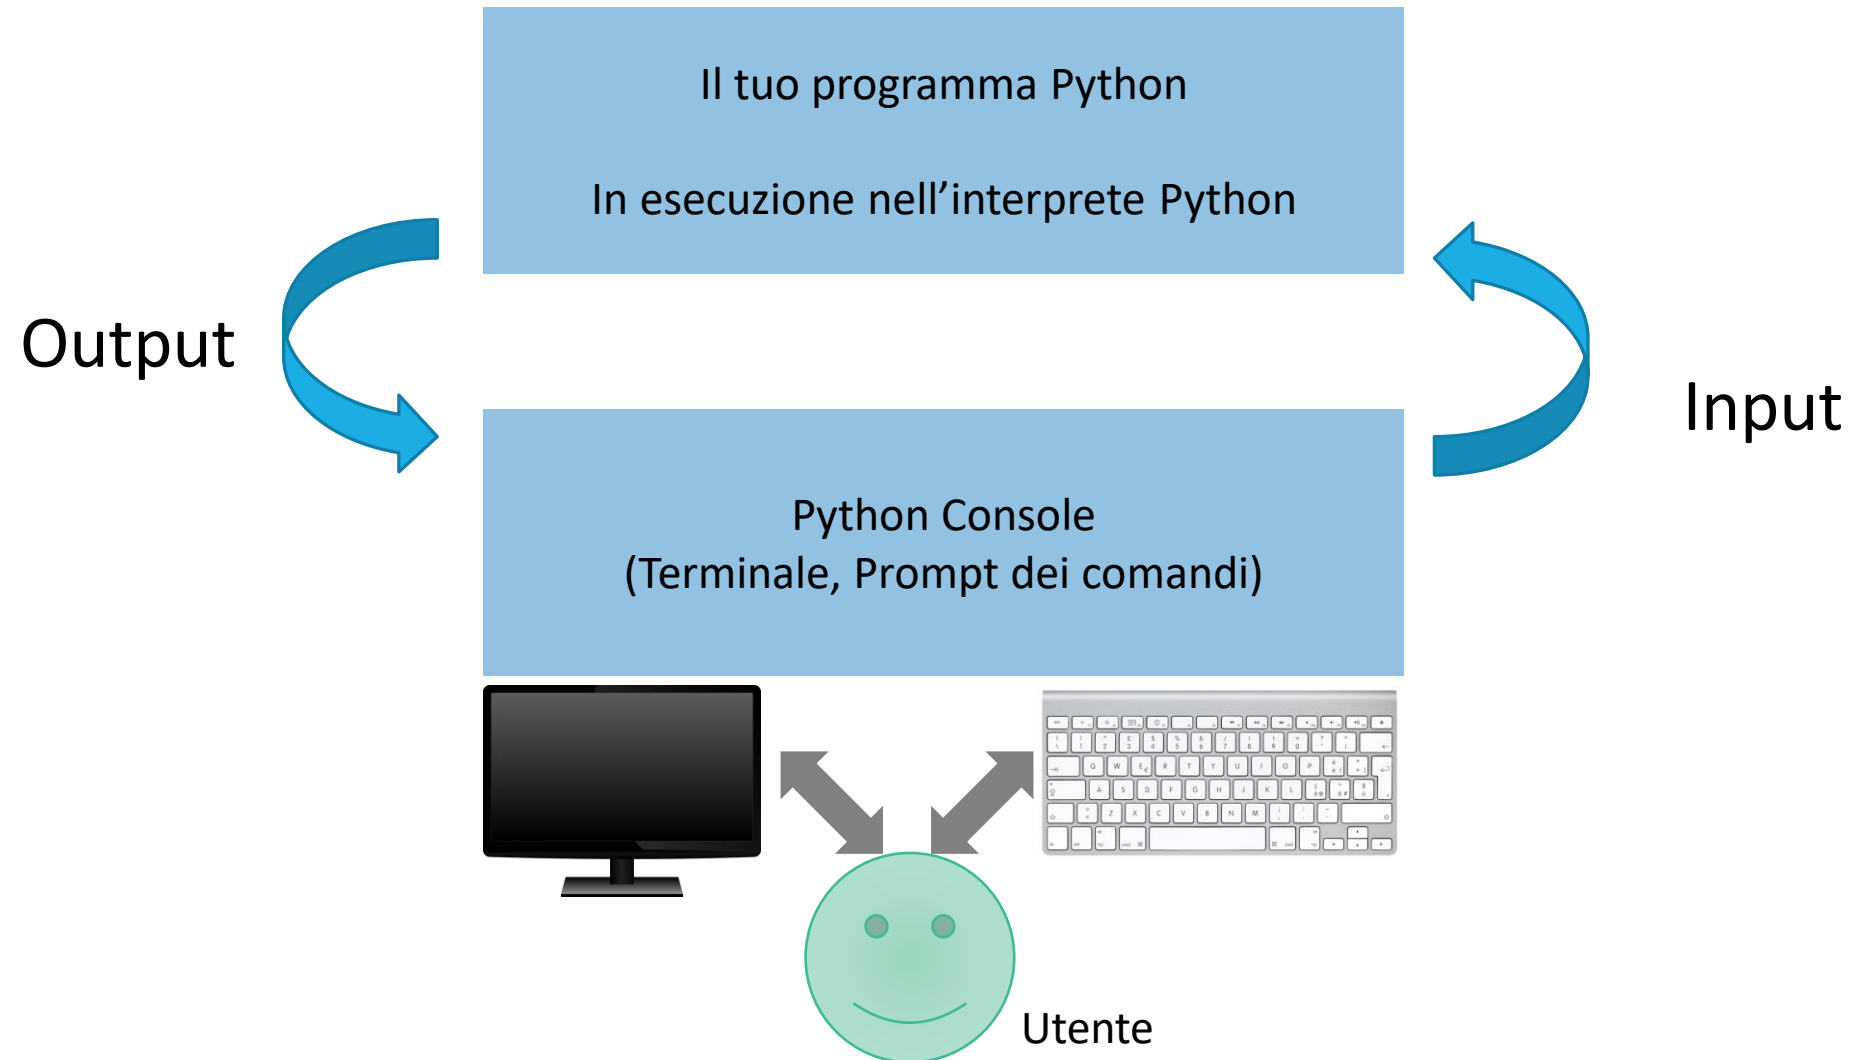 Il tuo programma Python
In esecuzione nell’interprete Python
Output
Input
Python Console
(Terminale, Prompt dei comandi)
Utente